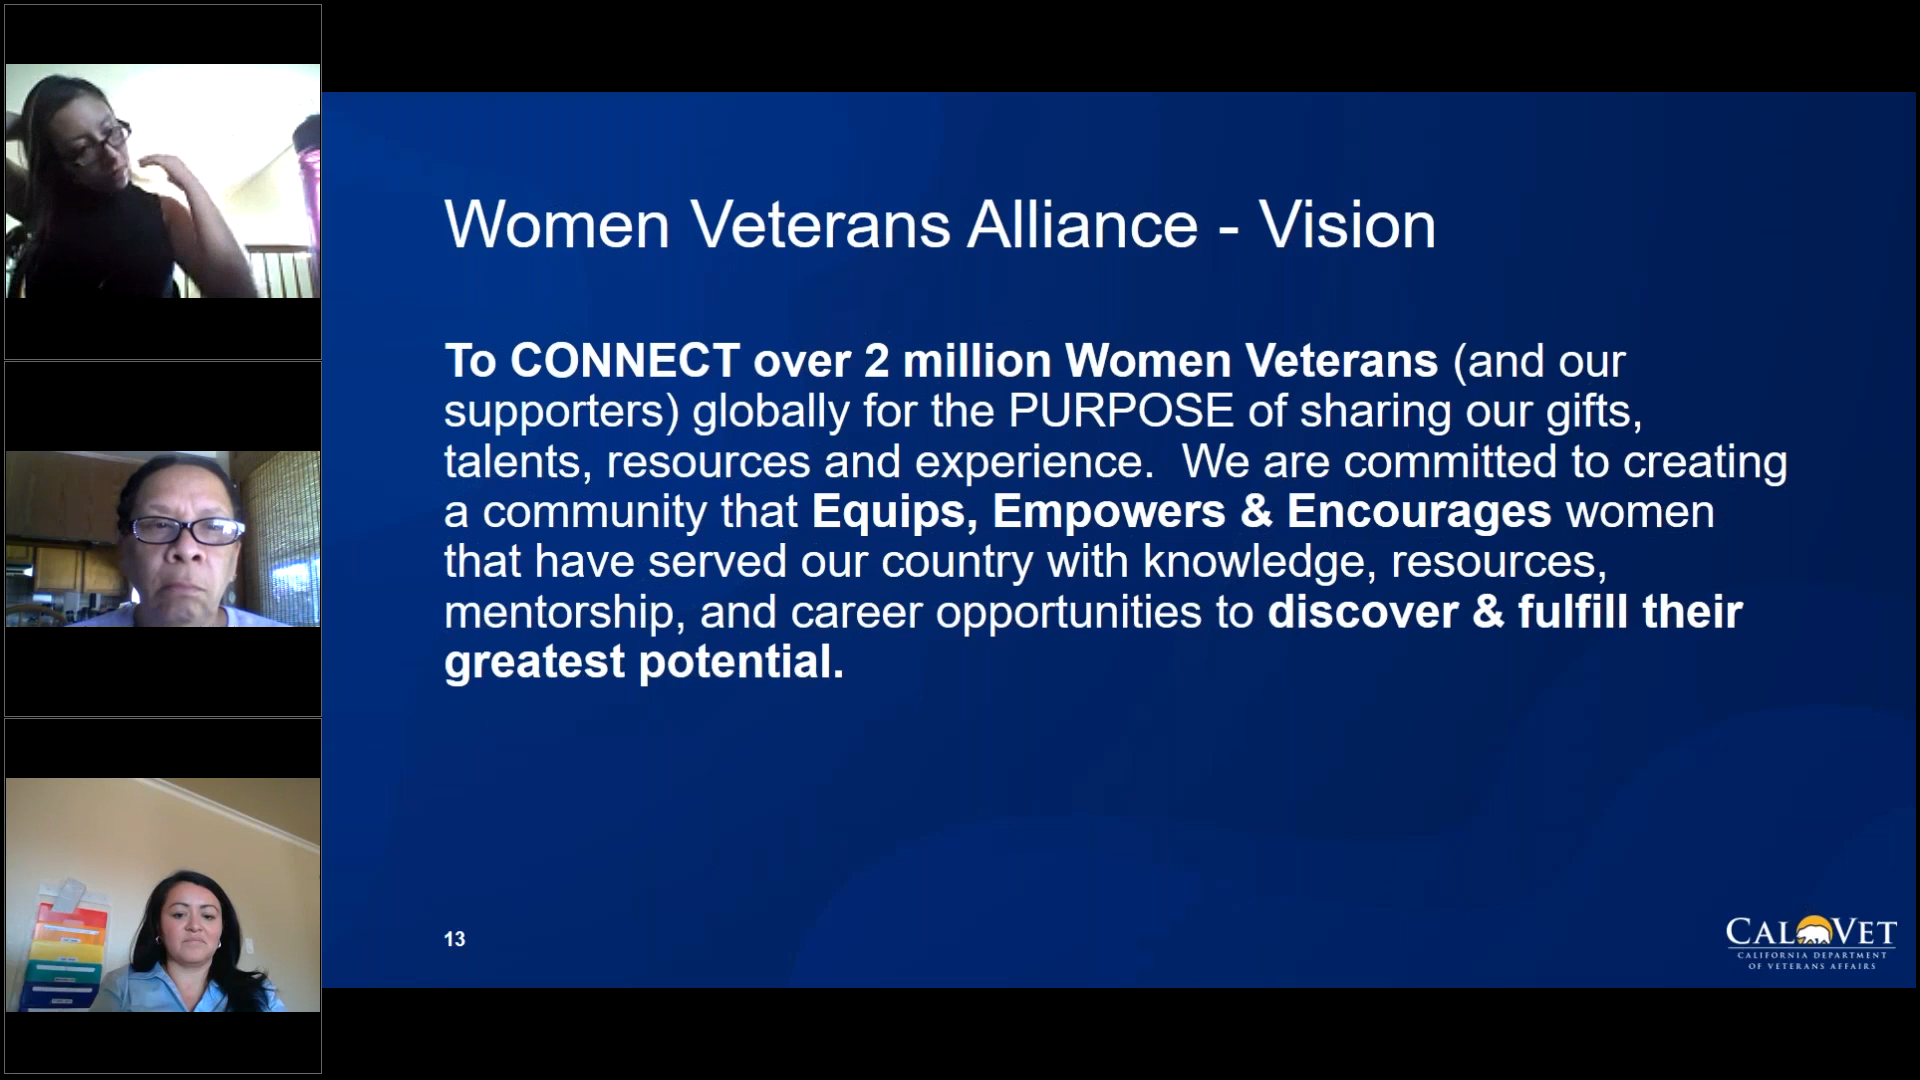 Women Veterans Alliance - Vision
To CONNECT over 2 million Women Veterans (and our
supporters) globally for the PURPOSE of sharing our gifts,
talents, resources and experience.  We are committed to creating
a community that Equips, Empowers & Encourages women
that have served our country with knowledge, resources,
mentorship, and career opportunities to discover & fulfill their
greatest potential.
13
CALVET
CALIFORNIA DEPARTMENT
OF VETERANS AFFAIRS